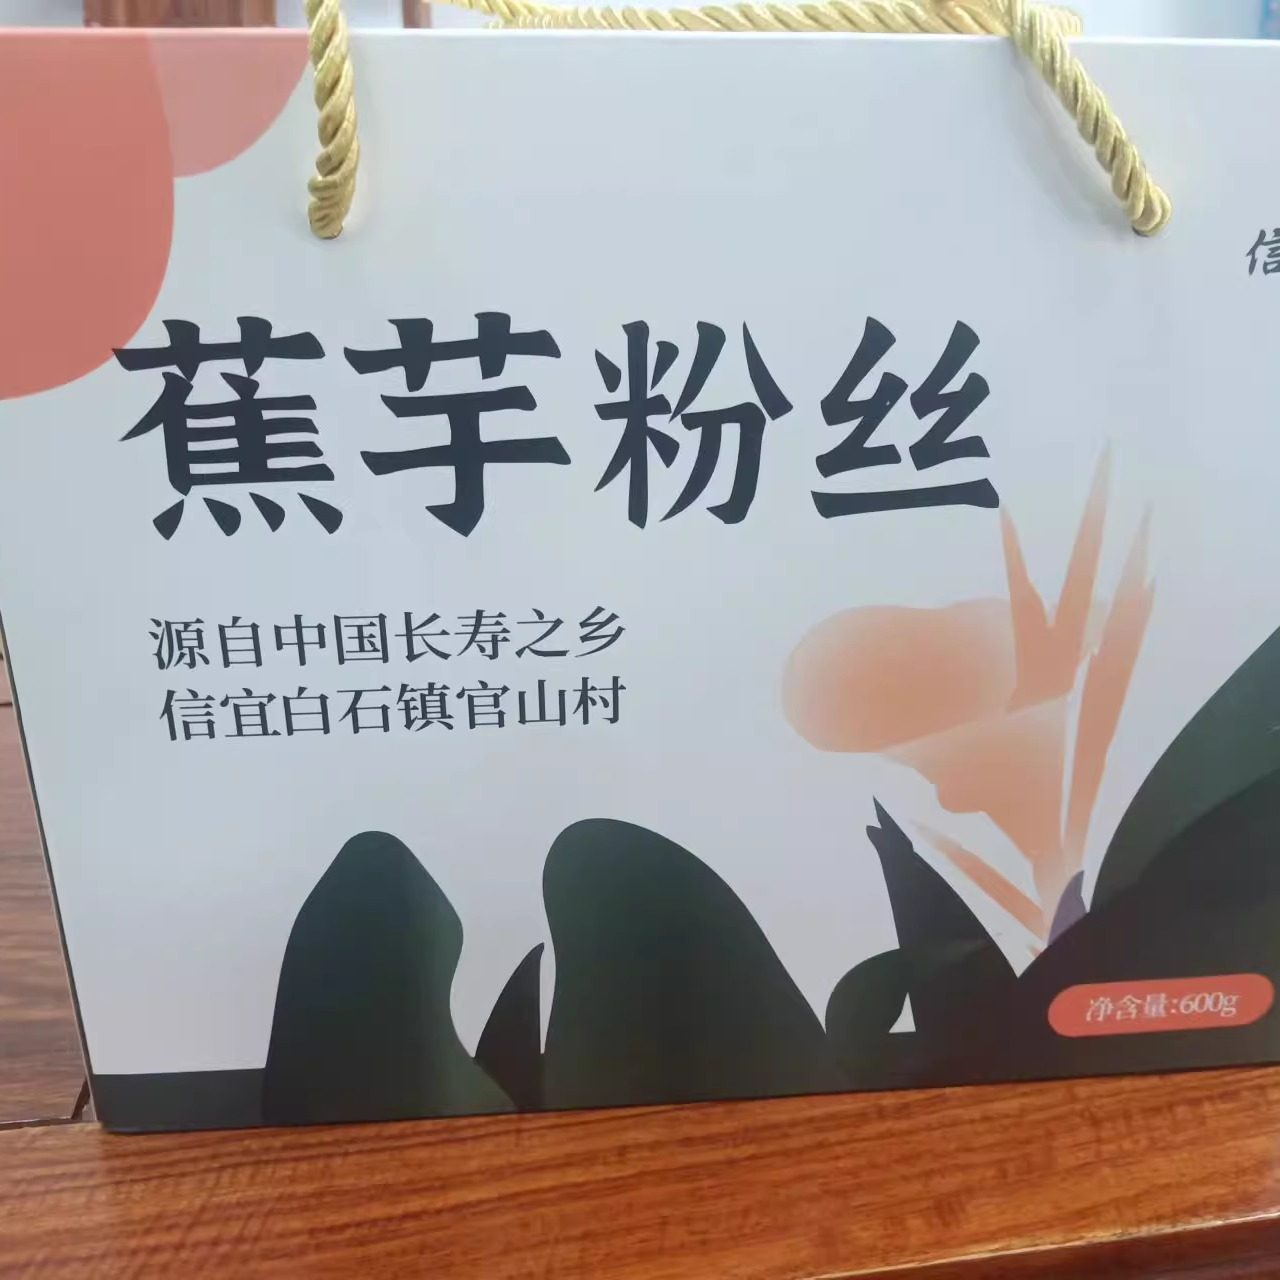 信
蕉芋粉丝
源自中国长寿之乡
信宜白石镇官山村
净含量:600g